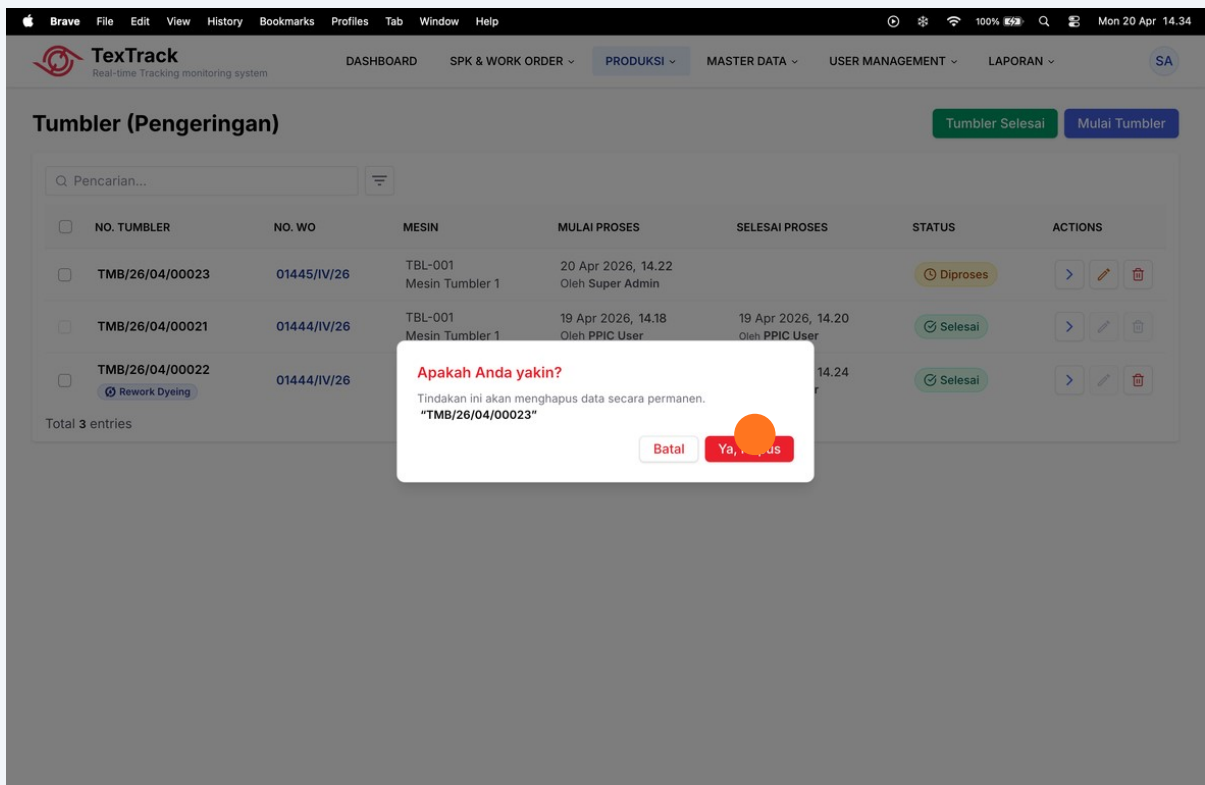 Brave File Edit View History Bookmarks Profiles Tab Window Help 100% Mon 20 Apr 14.34
TexTrack
Real-time Tracking monitoring system
DASHBOARD SPK & WORK ORDER PRODUKSI MASTER DATA USER MANAGEMENT LAPORAN SA
Tumbler (Pengeringan)
Tumbler Selesai Mulai Tumbler
Pencarian...
NO. TUMBLER NO. WO MESIN MULAI PROSES SELESAI PROSES STATUS ACTIONS
TMB/26/04/00023 01445/IV/26 TBL-001 20 Apr 2026, 14.22 Diproses
Mesin Tumbler 1 Oleh Super Admin
TMB/26/04/00021 01444/IV/26 TBL-001 19 Apr 2026, 14.18 19 Apr 2026, 14.20 Selesai
Mesin Tumbler 1 Oleh PPIC User Oleh PPIC User
TMB/26/04/00022 01444/IV/26 14.24 Selesai
Rework Dyeing
Total 3 entries
Apakah Anda yakin?
Tindakan ini akan menghapus data secara permanen.
"TMB/26/04/00023"
Batal Ya,